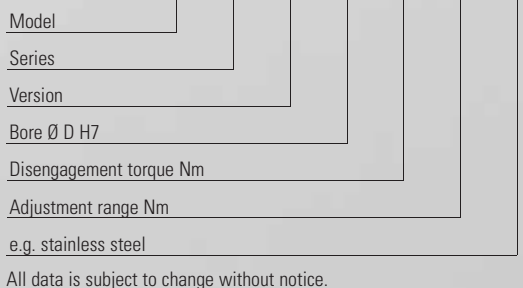 Model
Series
Version
Bore Ø D H7
Disengagement torque Nm
Adjustment range Nm
e.g. stainless steel
All data is subject to change without notice.